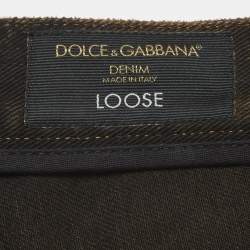 DOLCE & GABBANA®
DENIM
MADE IN ITALY
LOOSE